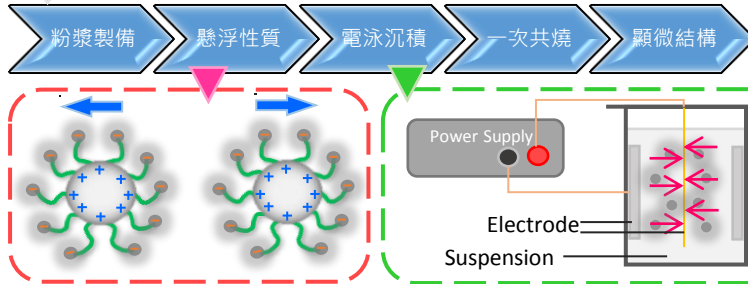 粉漿製備
懸浮性質
電泳沉積
一次共燒
顯微結構
Power Supply
Electrode
Suspension